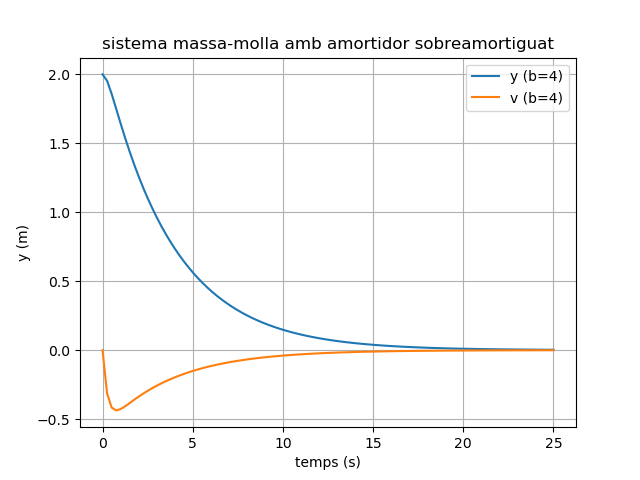 sistema massa-molla amb amortidor sobreamortiguat
y (b=4)
v (b=4)
2.0
1.5
1.0
0.5
0.0
−0.5
y (m)
0 5 10 15 20 25
temps (s)